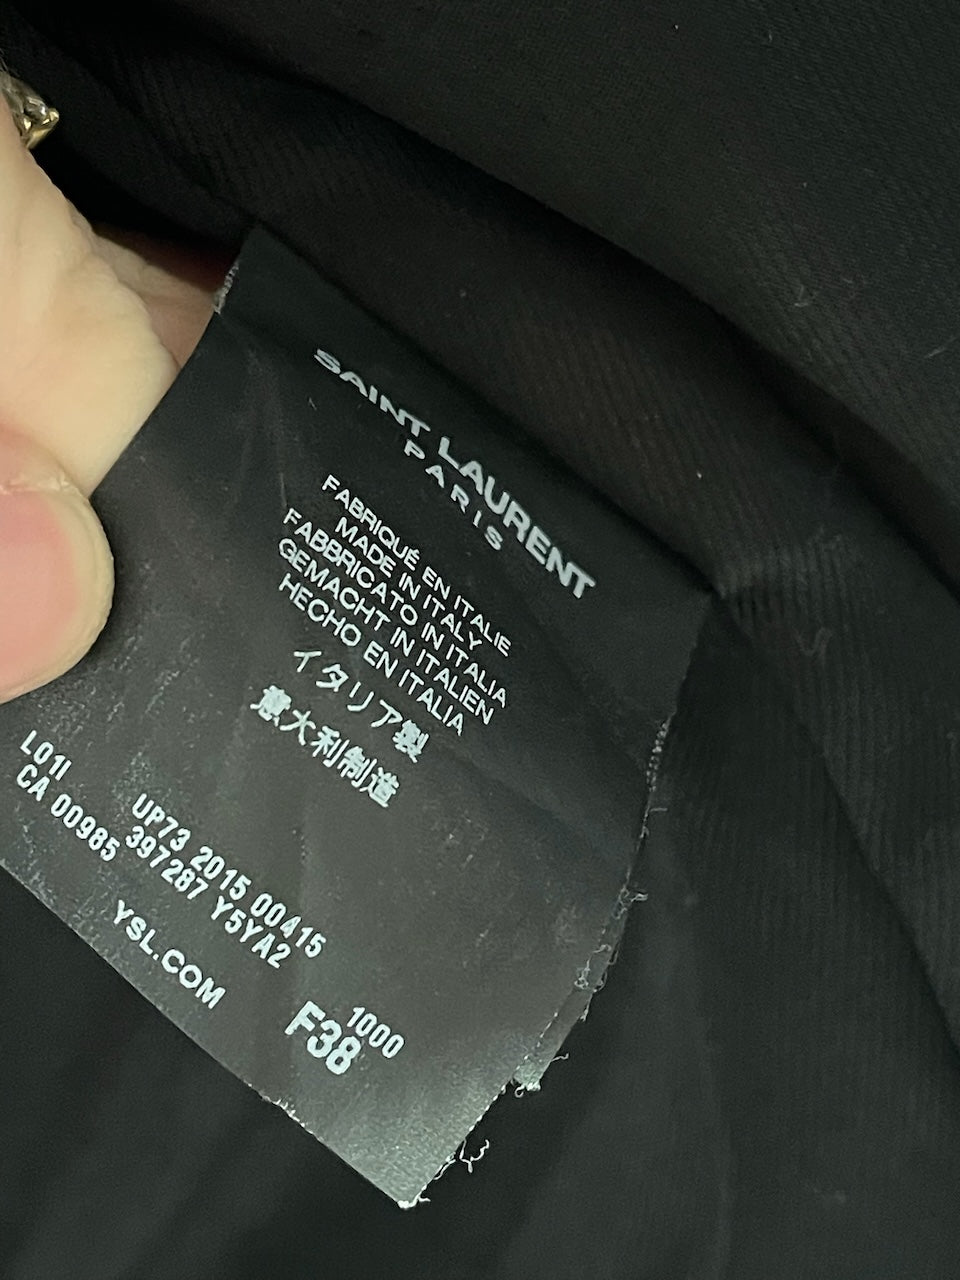 SAINT LAURENT
PARIS
FABRIQUÉ EN ITALIE
MADE IN ITALY
FABBRICATO IN ITALIA
GEMACHT IN ITALIEN
HECHO EN ITALIA
イタリア製
意大利制造
L01I UP73 2015 00415
CA 00985 397287 Y5YA2
1000
YSL.COM F38